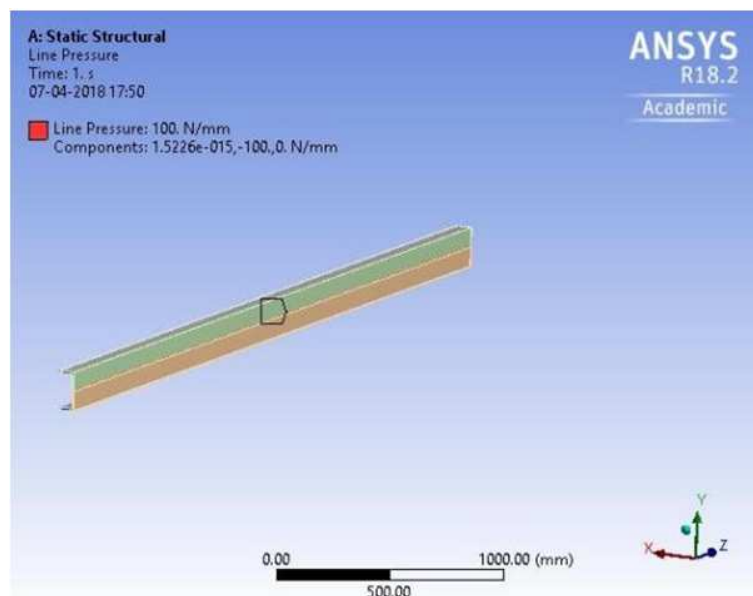 A: Static Structural
Line Pressure
Time: 1. s
07-04-2018 17:50
Line Pressure: 100. N/mm
Components: 1.5226e-015,-100.,0. N/mm
ANSYS
R18.2
Academic
Y
X
Z
0.00
1000.00 (mm)
500.00